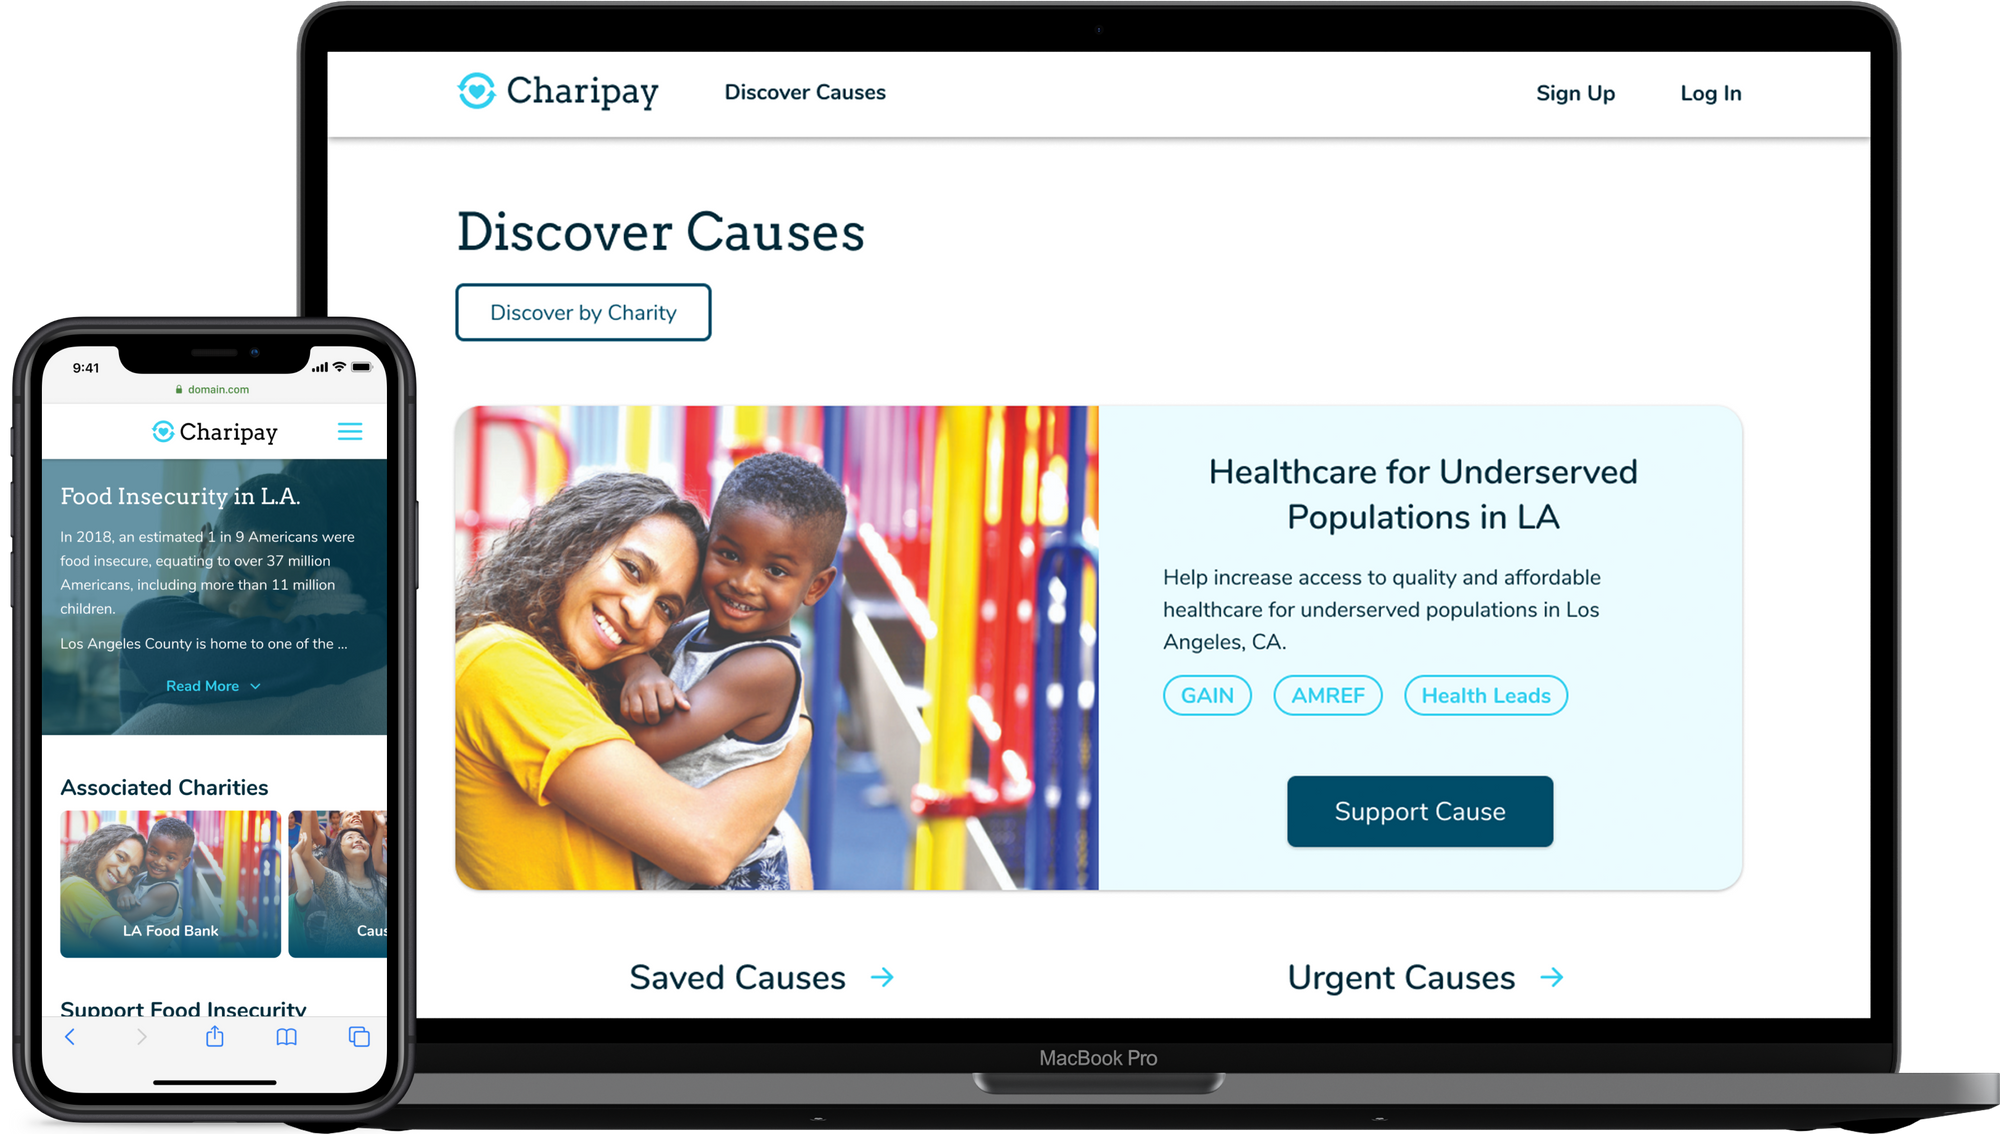 Charipay
Discover Causes
Sign Up
Log In
Discover Causes
Discover by Charity
Healthcare for Underserved
Populations in LA
Help increase access to quality and affordable
healthcare for underserved populations in Los
Angeles, CA.
GAIN
AMREF
Health Leads
Support Cause
Saved Causes
Urgent Causes
MacBook Pro
9:41
domain.com
Charipay
Food Insecurity in L.A.
In 2018, an estimated 1 in 9 Americans were
food insecure, equating to over 37 million
Americans, including more than 11 million
children.
Los Angeles County is home to one of the ...
Read More
Associated Charities
LA Food Bank
Caus
Support Food Insecurity